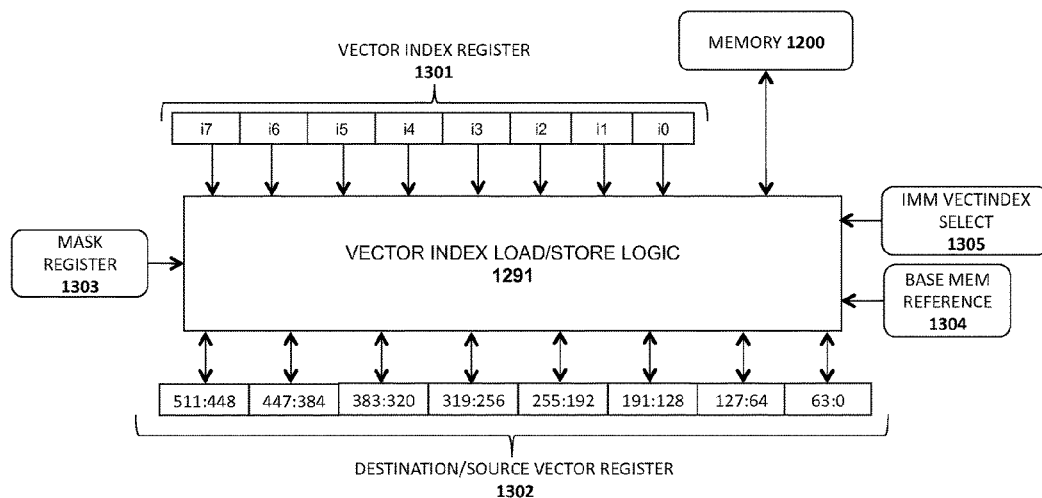 VECTOR INDEX REGISTER
1301
MEMORY 1200
i7 i6 i5 i4 i3 i2 i1 i0
IMM VECTINDEX
SELECT
1305
MASK
REGISTER
1303
VECTOR INDEX LOAD/STORE LOGIC
1291
BASE MEM
REFERENCE
1304
511:448 447:384 383:320 319:256 255:192 191:128 127:64 63:0
DESTINATION/SOURCE VECTOR REGISTER
1302